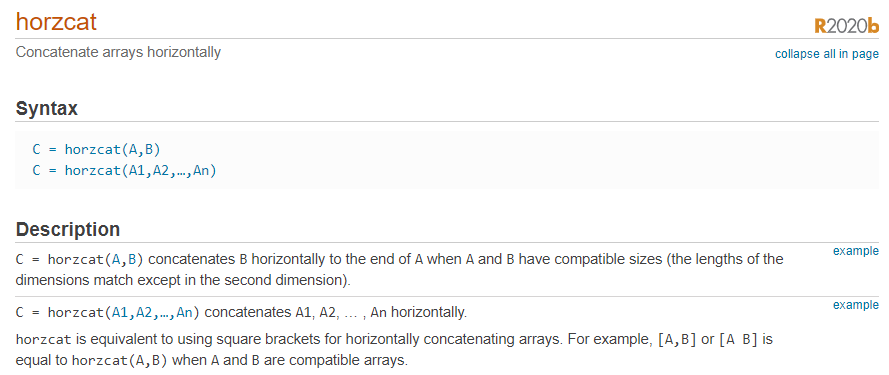 horzcat
R2020b
Concatenate arrays horizontally
collapse all in page
Syntax
C = horzcat(A,B)
C = horzcat(A1,A2,…,An)
Description
C = horzcat(A,B) concatenates B horizontally to the end of A when A and B have compatible sizes (the lengths of the
example
dimensions match except in the second dimension).
C = horzcat(A1,A2,…,An) concatenates A1, A2, … , An horizontally.
example
horzcat is equivalent to using square brackets for horizontally concatenating arrays. For example, [A,B] or [A B] is
equal to horzcat(A,B) when A and B are compatible arrays.